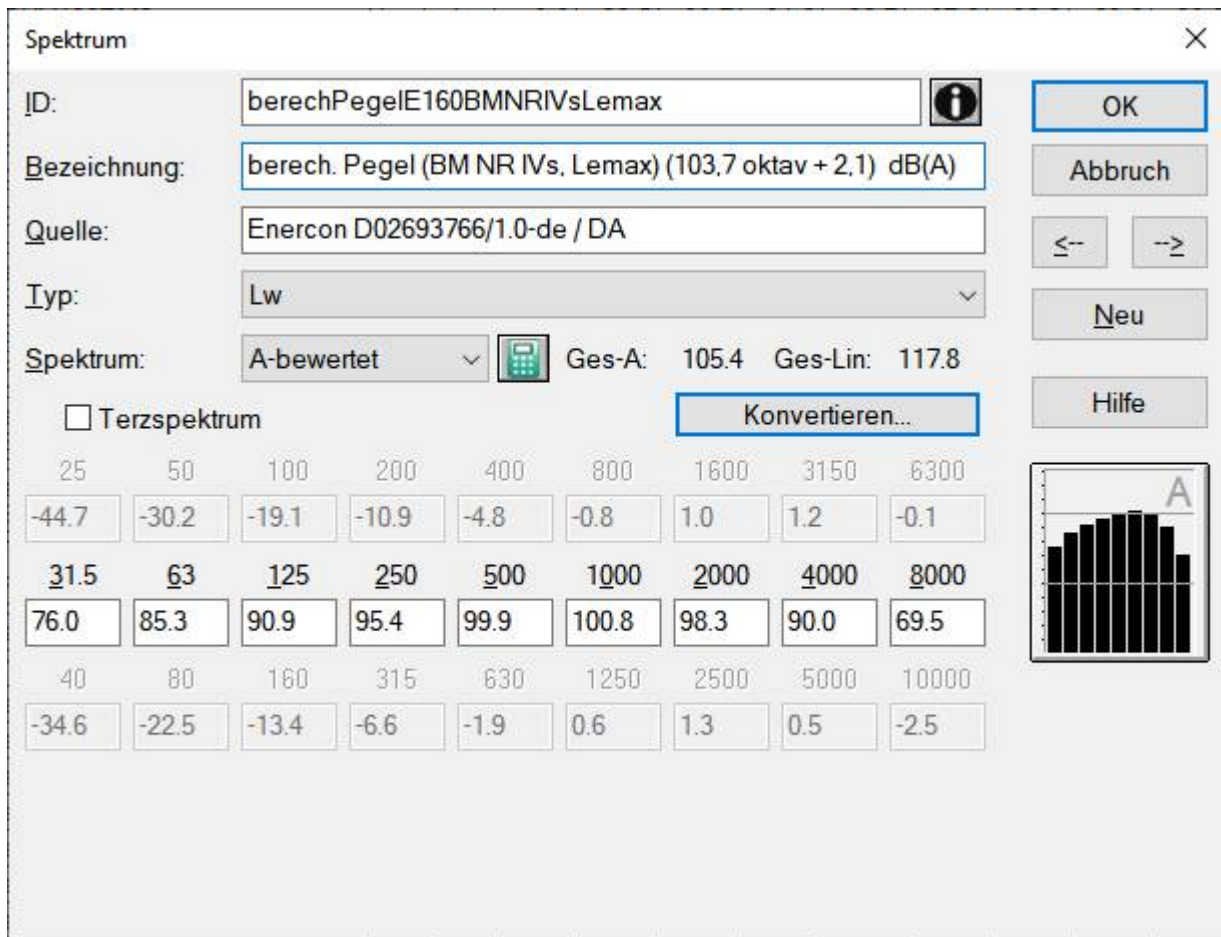 Spektrum
ID: berechPegelE160BMNRIVsLemax OK
Bezeichnung: berech. Pegel (BM NR IVs, Lemax) (103,7 oktav + 2,1) dB(A) Abbruch
Quelle: Enercon D02693766/1.0-de / DA <-- -->
Typ: Lw Neu
Spektrum: A-bewertet Ges-A: 105.4 Ges-Lin: 117.8
Terzspektrum Konvertieren... Hilfe
25 50 100 200 400 800 1600 3150 6300
-44.7 -30.2 -19.1 -10.9 -4.8 -0.8 1.0 1.2 -0.1
A
31.5 63 125 250 500 1000 2000 4000 8000
76.0 85.3 90.9 95.4 99.9 100.8 98.3 90.0 69.5
40 80 160 315 630 1250 2500 5000 10000
-34.6 -22.5 -13.4 -6.6 -1.9 0.6 1.3 0.5 -2.5